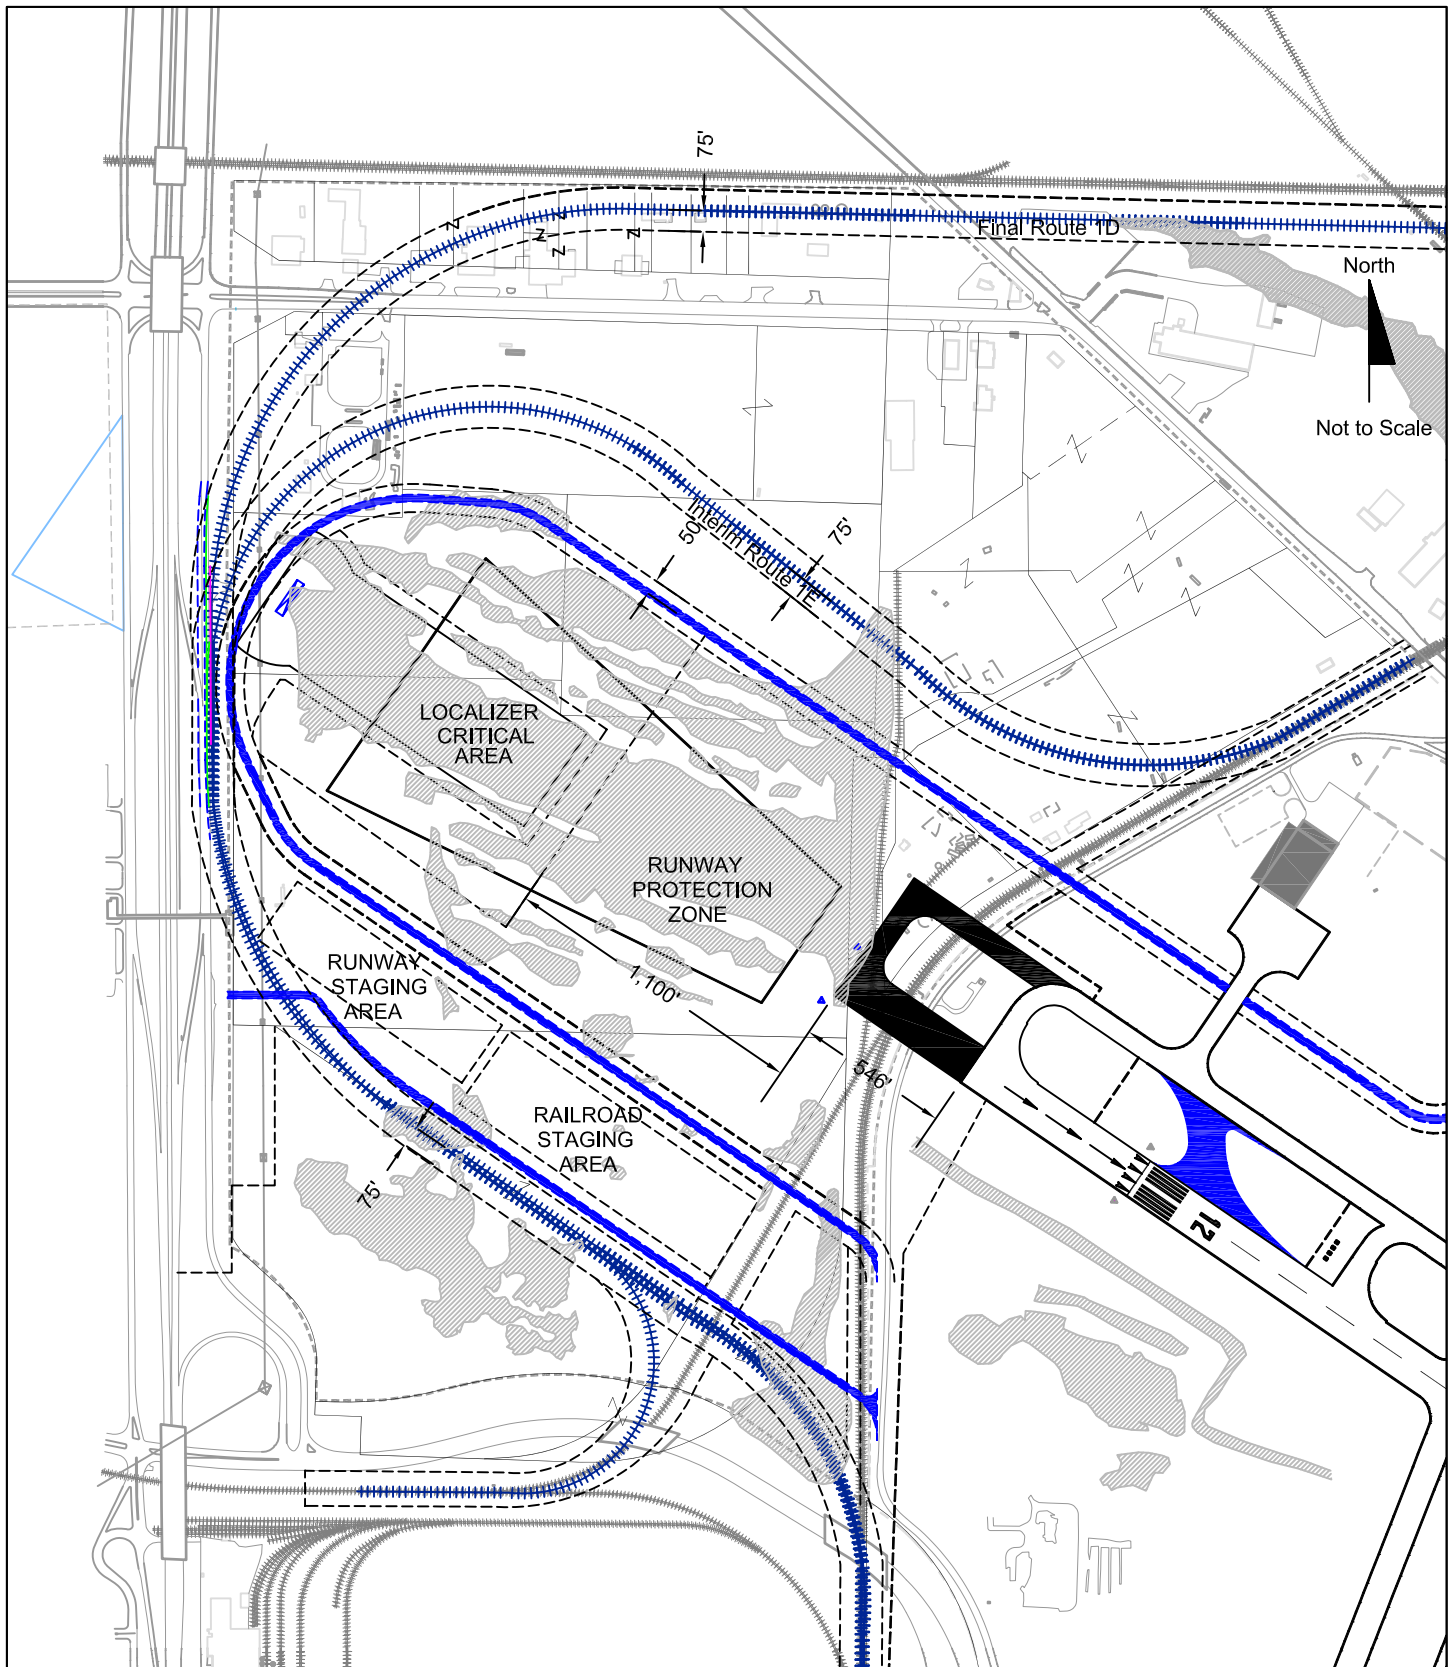 75'
Final Route 1D
North
Not to Scale
50'
Interim Route 1E
75'
LOCALIZER
CRITICAL
AREA
RUNWAY
PROTECTION
ZONE
RUNWAY
STAGING
AREA
1,100'
546'
RAILROAD
STAGING
AREA
75'
12